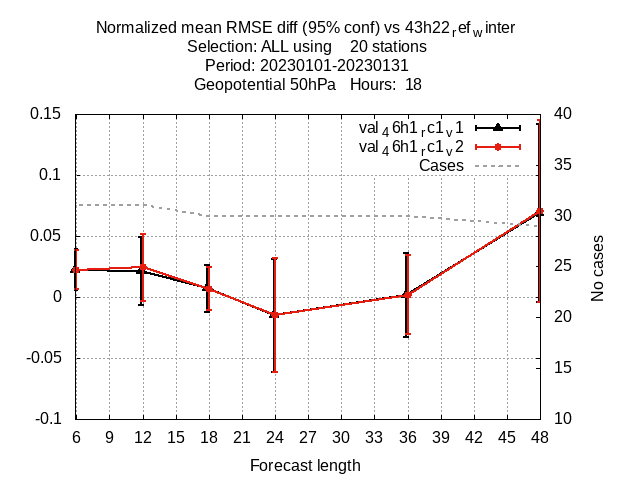 Normalized mean RMSE diff (95% conf) vs 43h22refwinter
Selection: ALL using 20 stations
Period: 20230101-20230131
Geopotential 50hPa Hours: 18
val46h1rc1v1
val46h1rc1v2
Cases
0.15
0.1
0.05
0
-0.05
-0.1
40
35
30
25
20
15
10
No cases
6 9 12 15 18 21 24 27 30 33 36 39 42 45 48
Forecast length